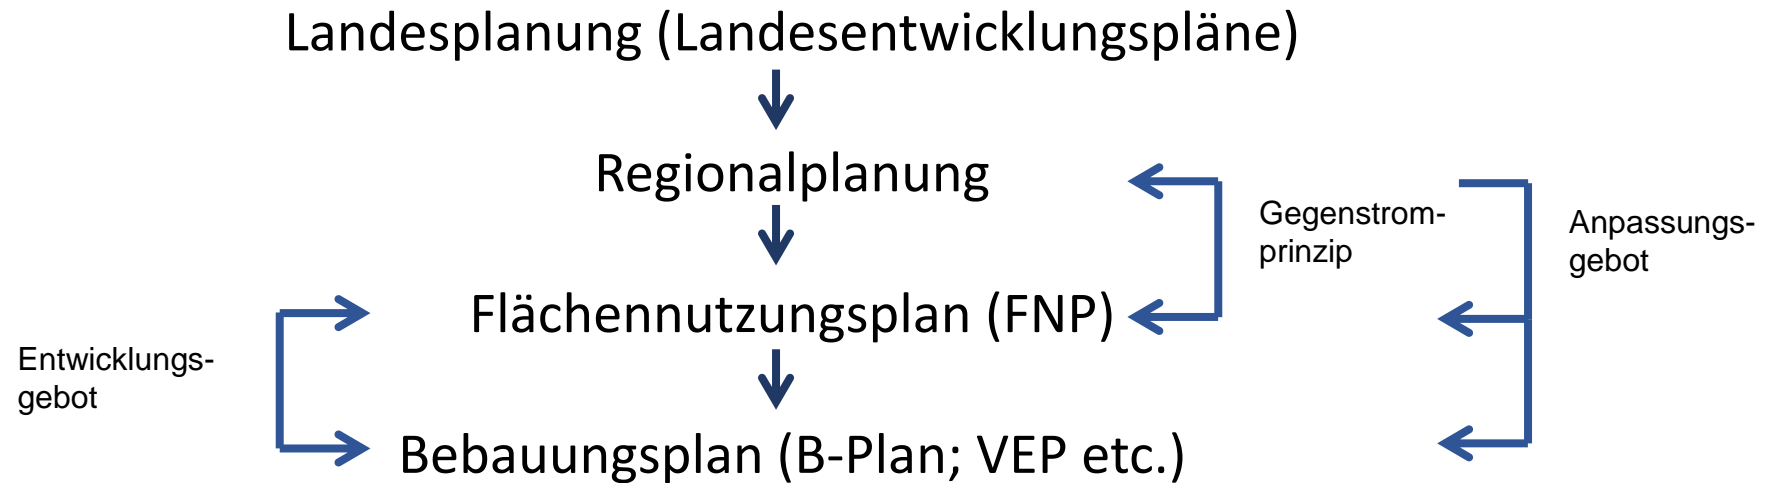 Landesplanung (Landesentwicklungspläne)
Regionalplanung
Gegenstrom-
prinzip
Anpassungs-
gebot
Flächennutzungsplan (FNP)
Entwicklungs-
gebot
Bebauungsplan (B-Plan; VEP etc.)